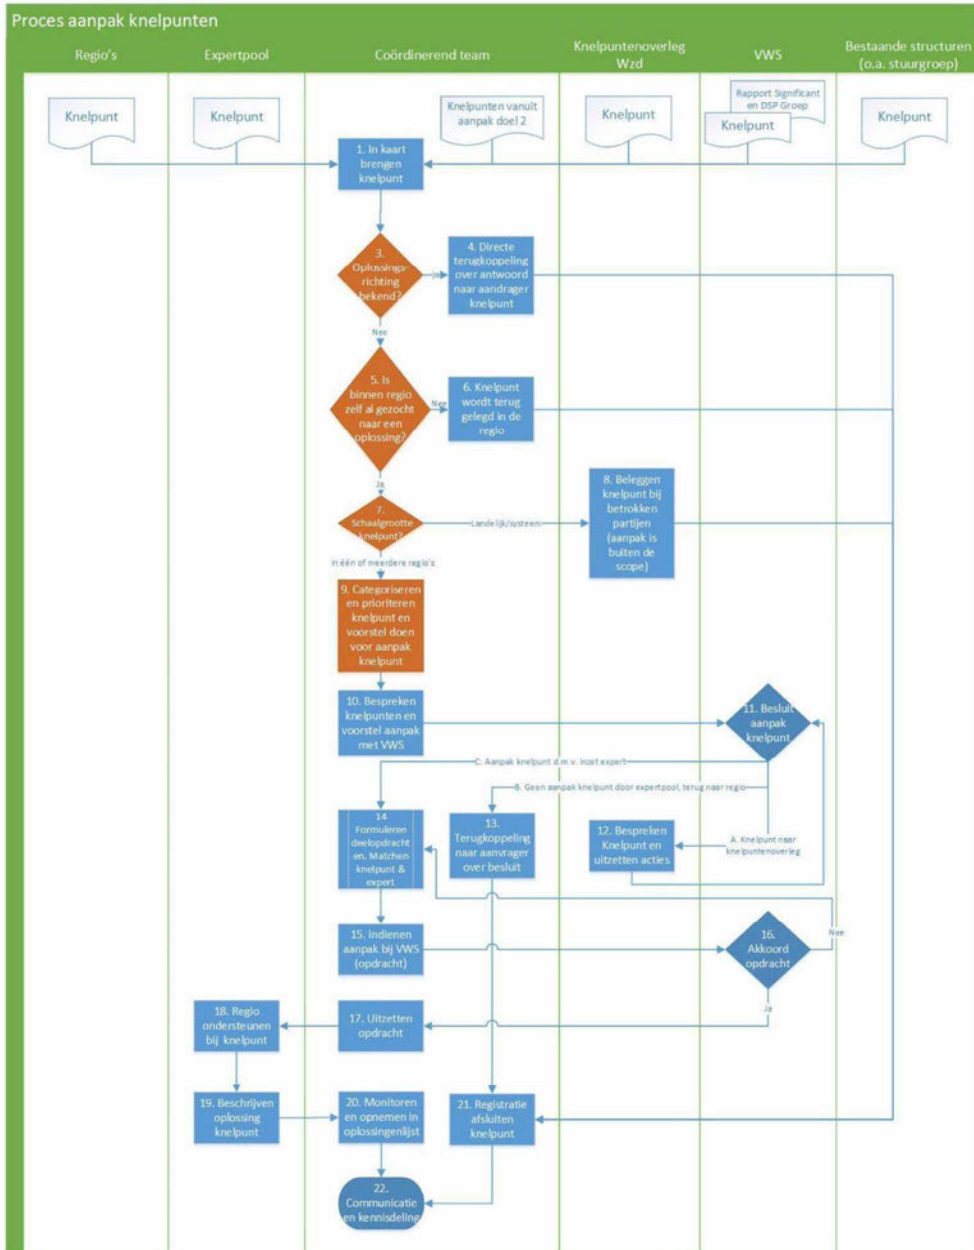 Proces aanpak knelpunten
Regio's
Expertpool
Coördinerend team
Knelpuntenoverleg
Wzd
VWS
Bestaande structuren
(o.a. stuurgroep)
Knelpunt
Knelpunt
Knelpunten vanuit
aanpak doel 2
Knelpunt
Rapport Significant
en DSP Groep
Knelpunt
Knelpunt
1. In kaart
brengen
knelpunt
3.
Oplossings-
richting
bekend?
ja
4. Directe
terugkoppeling
over antwoord
naar aandrager
knelpunt
Nee
5. Is
binnen regio
zelf al gezocht
naar een
oplossing?
Nee
6. Knelpunt
wordt terug
gelegd in de
regio
Ja
7.
Schaalgrootte
knelpunt?
Landelijk/systeem
8. Beleggen
knelpunt bij
betrokken
partijen
(aanpak is
buiten de
scope)
In één of meerdere regio's
9. Categoriseren
en prioriteren
knelpunt en
voorstel doen
voor aanpak
knelpunt
10. Bespreken
knelpunten en
voorstel aanpak
met VWS
11. Besluit
aanpak
knelpunt
C. Aanpak knelpunt d.m.v. inzet expert
B. Geen aanpak knelpunt door expertpool, terug naar regio
A. Knelpunt naar
knelpuntenoverleg
14
Formuleren
deelopdracht
en. Matchen
knelpunt &
expert
13.
Terugkoppeling
naar aanvrager
over besluit
12. Bespreken
Knelpunt en
uitzetten acties
15. Indienen
aanpak bij VWS
(opdracht)
16.
Akkoord
opdracht
Nee
Ja
18. Regio
ondersteunen
bij knelpunt
17. Uitzetten
opdracht
19. Beschrijven
oplossing
knelpunt
20. Monitoren
en opnemen in
oplossingenlijst
21. Registratie
afsluiten
knelpunt
22.
Communicatie
en kennisdeling